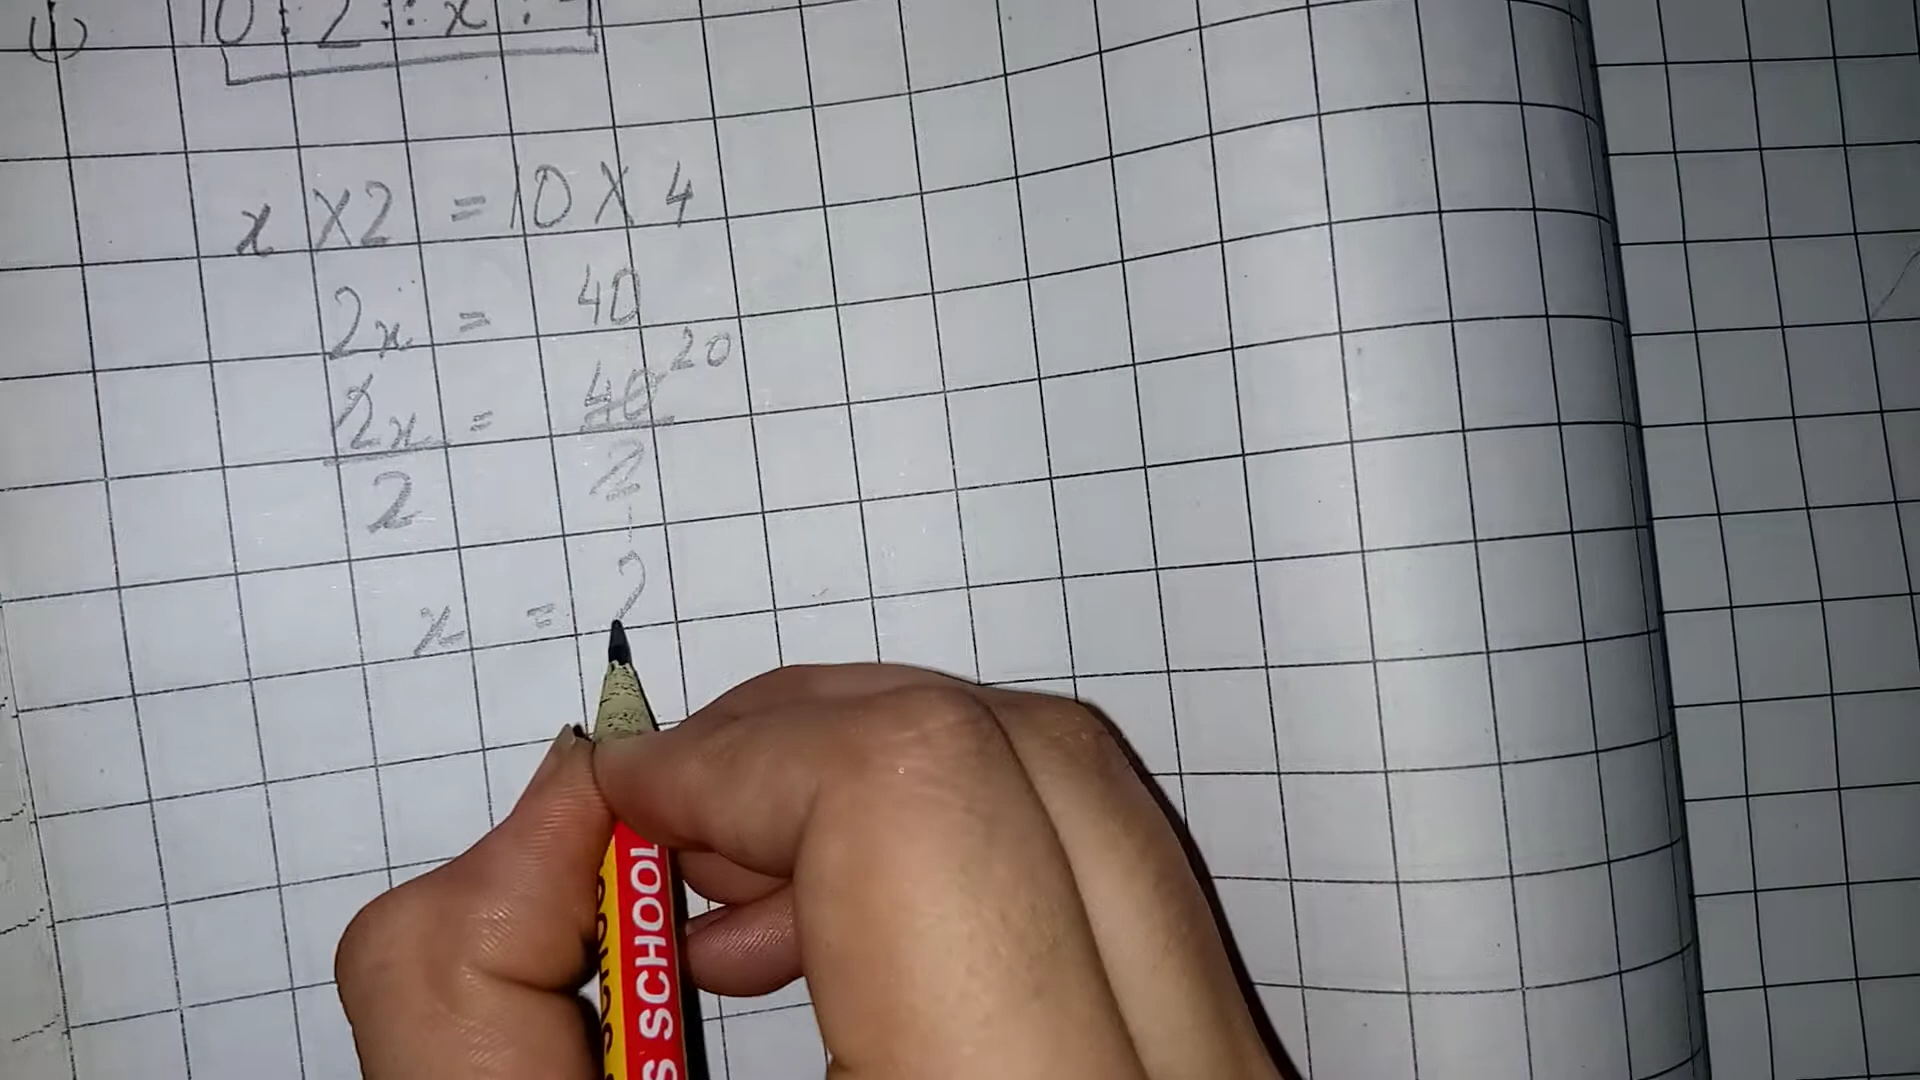 (i) 10 : 2 :: x : 4
x × 2 = 10 × 4
2x = 40
2x/2 = 40/2 20
x = 2
S SCHOOL